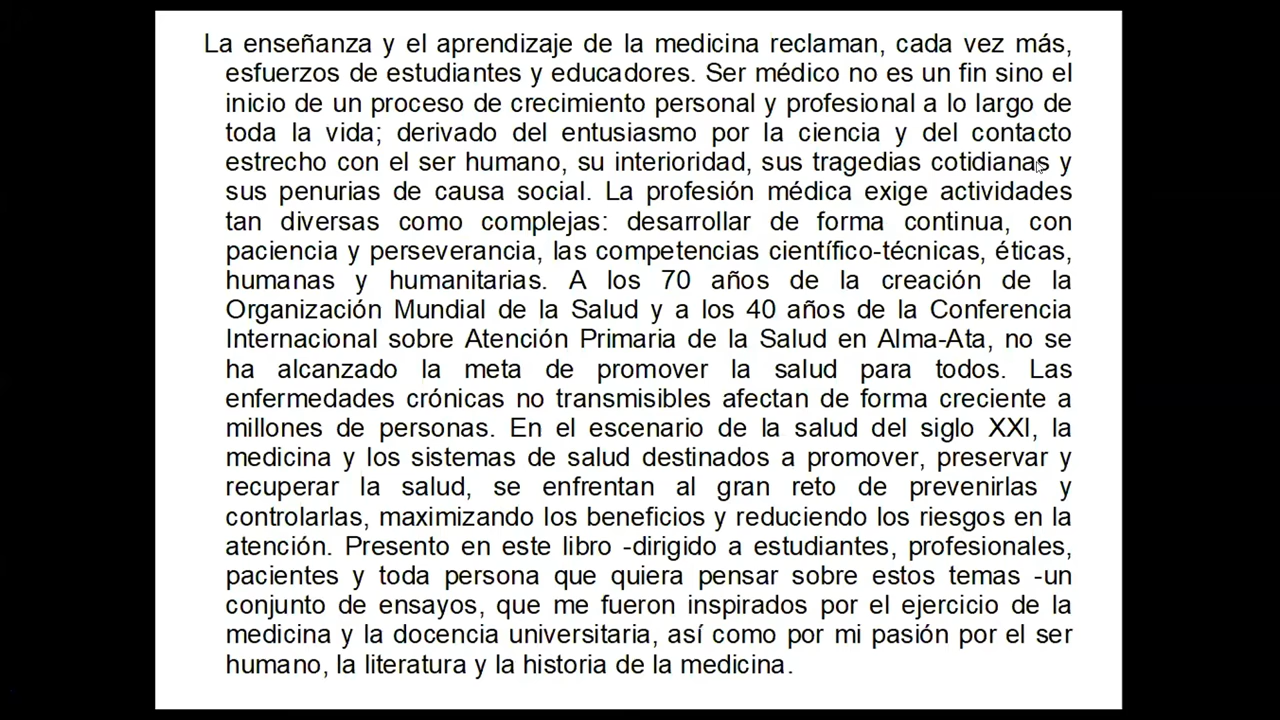 La enseñanza y el aprendizaje de la medicina reclaman, cada vez más,
esfuerzos de estudiantes y educadores. Ser médico no es un fin sino el
inicio de un proceso de crecimiento personal y profesional a lo largo de
toda la vida; derivado del entusiasmo por la ciencia y del contacto
estrecho con el ser humano, su interioridad, sus tragedias cotidianas y
sus penurias de causa social. La profesión médica exige actividades
tan diversas como complejas: desarrollar de forma continua, con
paciencia y perseverancia, las competencias científico-técnicas, éticas,
humanas y humanitarias. A los 70 años de la creación de la
Organización Mundial de la Salud y a los 40 años de la Conferencia
Internacional sobre Atención Primaria de la Salud en Alma-Ata, no se
ha alcanzado la meta de promover la salud para todos. Las
enfermedades crónicas no transmisibles afectan de forma creciente a
millones de personas. En el escenario de la salud del siglo XXI, la
medicina y los sistemas de salud destinados a promover, preservar y
recuperar la salud, se enfrentan al gran reto de prevenirlas y
controlarlas, maximizando los beneficios y reduciendo los riesgos en la
atención. Presento en este libro -dirigido a estudiantes, profesionales,
pacientes y toda persona que quiera pensar sobre estos temas -un
conjunto de ensayos, que me fueron inspirados por el ejercicio de la
medicina y la docencia universitaria, así como por mi pasión por el ser
humano, la literatura y la historia de la medicina.